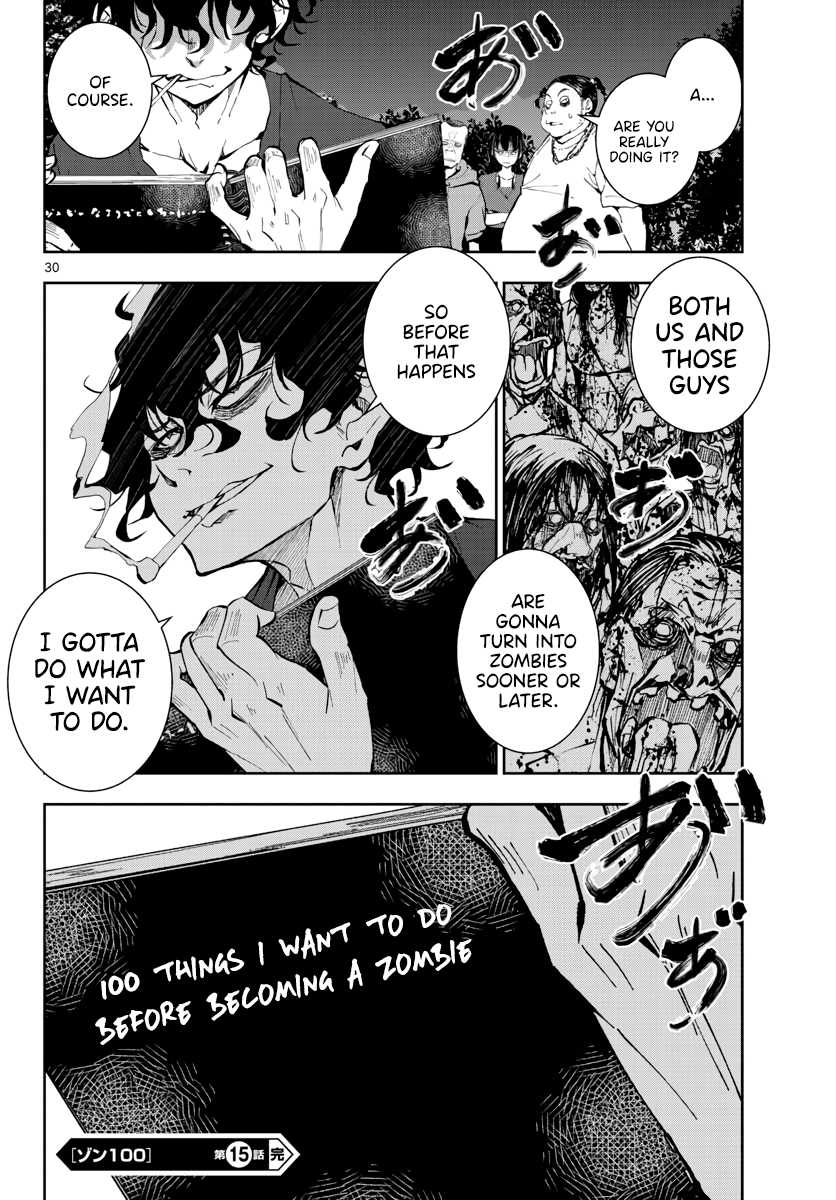 A...
ARE YOU
REALLY
DOING IT?
あ゛
あ゛
OF
COURSE.
30
BOTH
US AND
THOSE
GUYS
あ゛
ARE
GONNA
TURN INTO
ZOMBIES
SOONER OR
LATER.
SO
BEFORE
THAT
HAPPENS
あ゛
I GOTTA
DO WHAT
I WANT
TO DO.
あ゛
あ゛
100 THINGS I WANT TO DO
BEFORE BECOMING A ZOMBIE
[ゾン100] 第15話 完